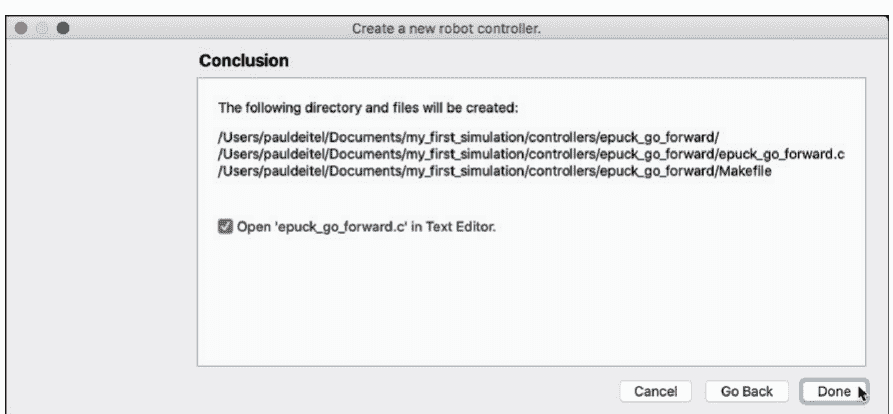 Create a new robot controller.
Conclusion
The following directory and files will be created:
/Users/pauldeitel/Documents/my_first_simulation/controllers/epuck_go_forward/
/Users/pauldeitel/Documents/my_first_simulation/controllers/epuck_go_forward/epuck_go_forward.c
/Users/pauldeitel/Documents/my_first_simulation/controllers/epuck_go_forward/Makefile
Open 'epuck_go_forward.c' in Text Editor.
Cancel Go Back Done